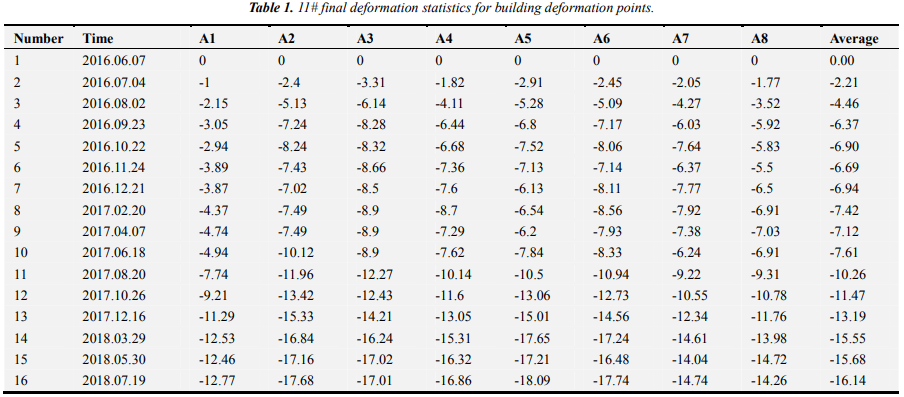 Table 1. 11# final deformation statistics for building deformation points.
Number Time A1 A2 A3 A4 A5 A6 A7 A8 Average
1 2016.06.07 0 0 0 0 0 0 0 0 0.00
2 2016.07.04 -1 -2.4 -3.31 -1.82 -2.91 -2.45 -2.05 -1.77 -2.21
3 2016.08.02 -2.15 -5.13 -6.14 -4.11 -5.28 -5.09 -4.27 -3.52 -4.46
4 2016.09.23 -3.05 -7.24 -8.28 -6.44 -6.8 -7.17 -6.03 -5.92 -6.37
5 2016.10.22 -2.94 -8.24 -8.32 -6.68 -7.52 -8.06 -7.64 -5.83 -6.90
6 2016.11.24 -3.89 -7.43 -8.66 -7.36 -7.13 -7.14 -6.37 -5.5 -6.69
7 2016.12.21 -3.87 -7.02 -8.5 -7.6 -6.13 -8.11 -7.77 -6.5 -6.94
8 2017.02.20 -4.37 -7.49 -8.9 -8.7 -6.54 -8.56 -7.92 -6.91 -7.42
9 2017.04.07 -4.74 -7.49 -8.9 -7.29 -6.2 -7.93 -7.38 -7.03 -7.12
10 2017.06.18 -4.94 -10.12 -8.9 -7.62 -7.84 -8.33 -6.24 -6.91 -7.61
11 2017.08.20 -7.74 -11.96 -12.27 -10.14 -10.5 -10.94 -9.22 -9.31 -10.26
12 2017.10.26 -9.21 -13.42 -12.43 -11.6 -13.06 -12.73 -10.55 -10.78 -11.47
13 2017.12.16 -11.29 -15.33 -14.21 -13.05 -15.01 -14.56 -12.34 -11.76 -13.19
14 2018.03.29 -12.53 -16.84 -16.24 -15.31 -17.65 -17.24 -14.61 -13.98 -15.55
15 2018.05.30 -12.46 -17.16 -17.02 -16.32 -17.21 -16.48 -14.04 -14.72 -15.68
16 2018.07.19 -12.77 -17.68 -17.01 -16.86 -18.09 -17.74 -14.74 -14.26 -16.14